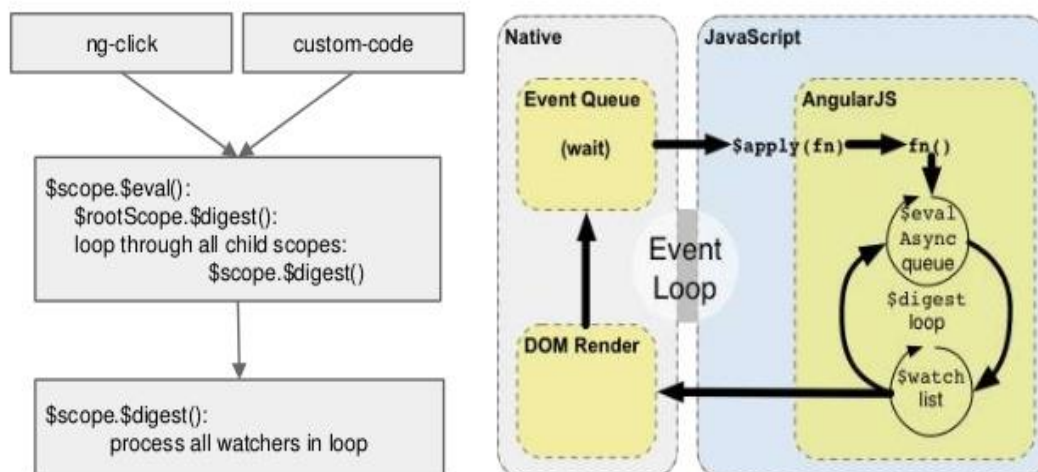 ng-click
custom-code
$scope.$eval():
$rootScope.$digest():
loop through all child scopes:
$scope.$digest()
$scope.$digest():
process all watchers in loop
Native
JavaScript
Event Queue
(wait)
AngularJS
$apply(fn)
fn()
$eval
Async
queue
Event
Loop
$digest
loop
DOM Render
$watch
list